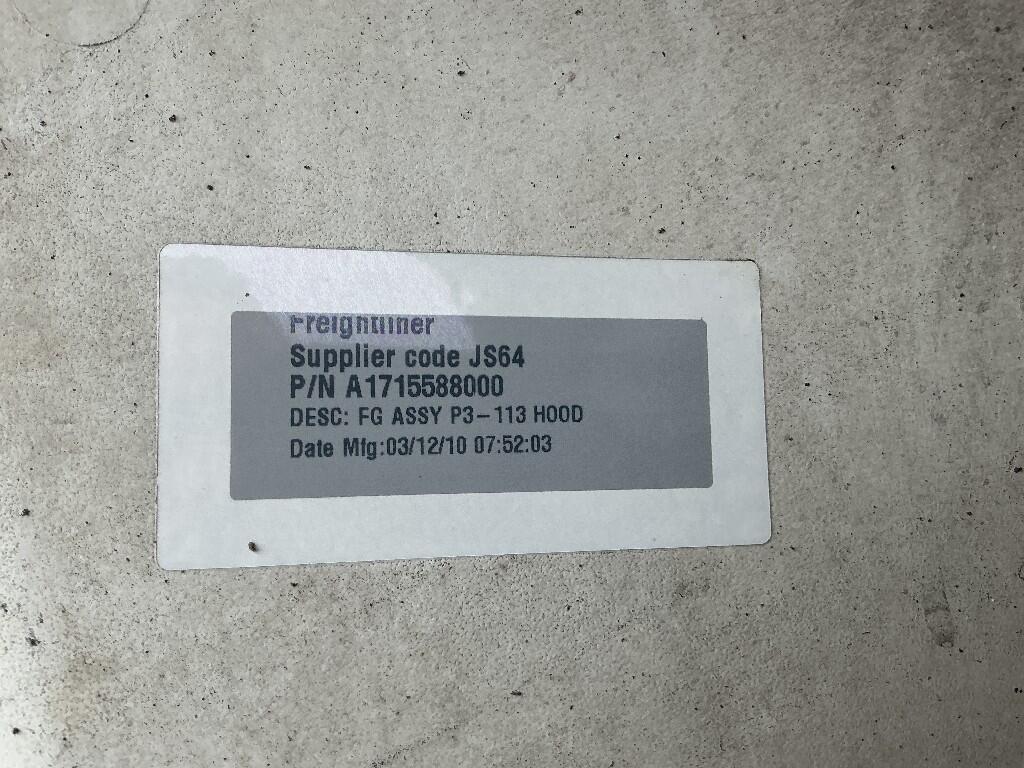 Freightliner
Supplier code JS64
P/N A1715588000
DESC: FG ASSY P3-113 HOOD
Date Mfg:03/12/10 07:52:03